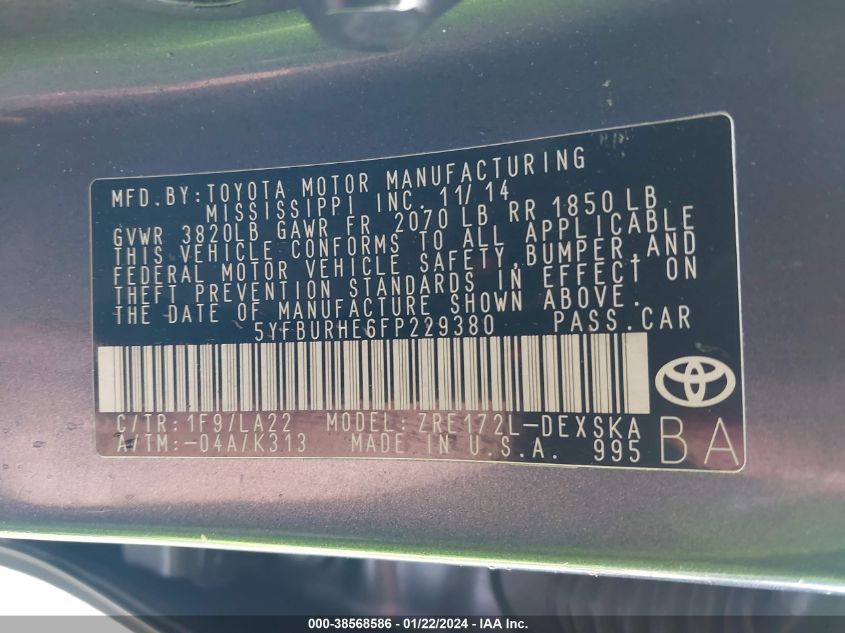 MFD.BY:TOYOTA MOTOR MANUFACTURING
MISSISSIPPI INC. 11/14
GVWR 3820LB GAWR FR 2070 LB RR 1850 LB
THIS VEHICLE CONFORMS TO ALL APPLICABLE
FEDERAL MOTOR VEHICLE SAFETY,BUMPER,AND
THEFT PREVENTION STANDARDS IN EFFECT ON
THE DATE OF MANUFACTURE SHOWN ABOVE.
5YFBURHE6FP229380 PASS.CAR
C/TR:1F9/LA22 MODEL:ZRE172L-DEXSKA
A/TM:-04A/K313 MADE IN U.S.A. 995 BA
000-38568586 - 01/22/2024 - IAA Inc.